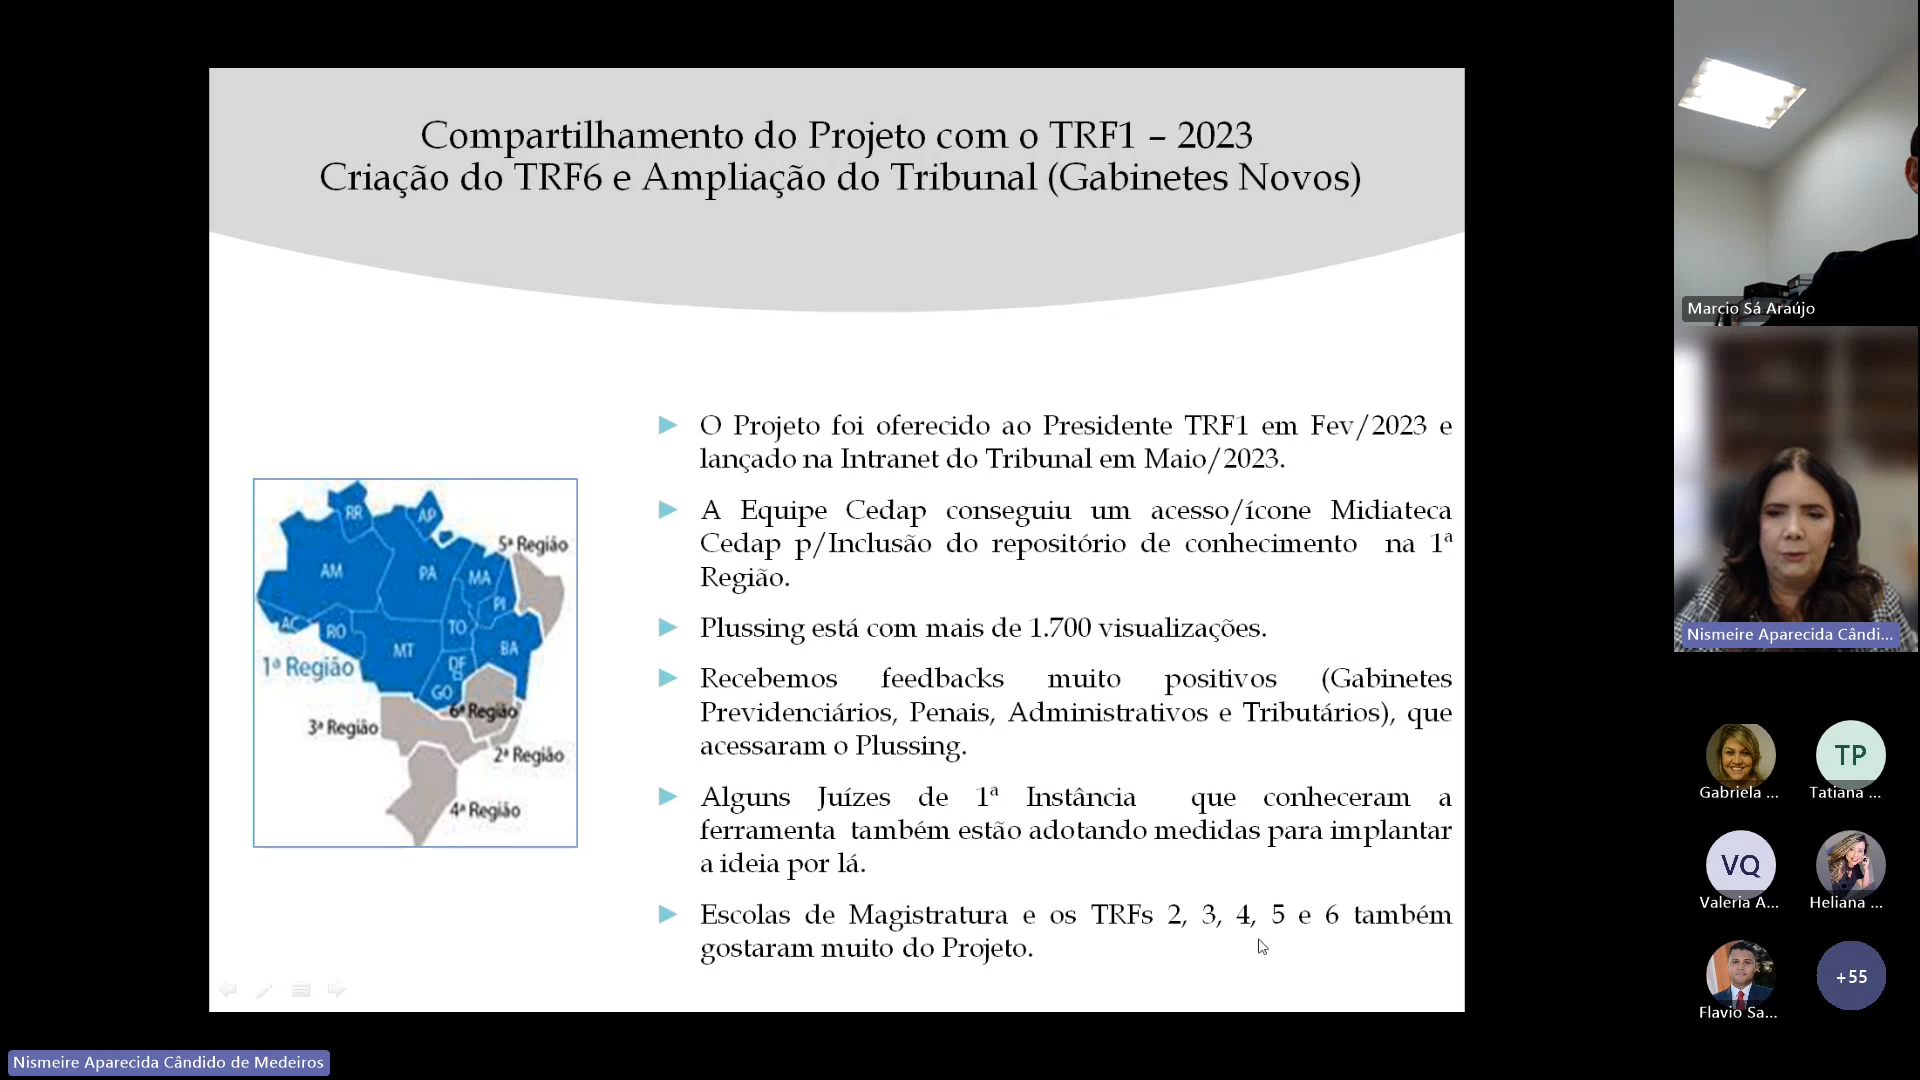 Compartilhamento do Projeto com o TRF1 – 2023
Criação do TRF6 e Ampliação do Tribunal (Gabinetes Novos)
O Projeto foi oferecido ao Presidente TRF1 em Fev/2023 e
lançado na Intranet do Tribunal em Maio/2023.
A Equipe Cedap conseguiu um acesso/ícone Midiateca
Cedap p/Inclusão do repositório de conhecimento na 1ª
Região.
Plussing está com mais de 1.700 visualizações.
Recebemos feedbacks muito positivos (Gabinetes
Previdenciários, Penais, Administrativos e Tributários), que
acessaram o Plussing.
Alguns Juízes de 1ª Instância que conheceram a
ferramenta também estão adotando medidas para implantar
a ideia por lá.
Escolas de Magistratura e os TRFs 2, 3, 4, 5 e 6 também
gostaram muito do Projeto.
RR
AP
5ª Região
AM
PA
MA
PI
AC
RO
TO
MT
BA
1ª Região
DF
GO
6ª Região
3ª Região
2ª Região
4ª Região
Marcio Sá Araújo
Nismeire Aparecida Cândi...
TP
Gabriela ...
Tatiana ...
VQ
Valeria A...
Heliana ...
+55
Flavio Sa...
Nismeire Aparecida Cândido de Medeiros